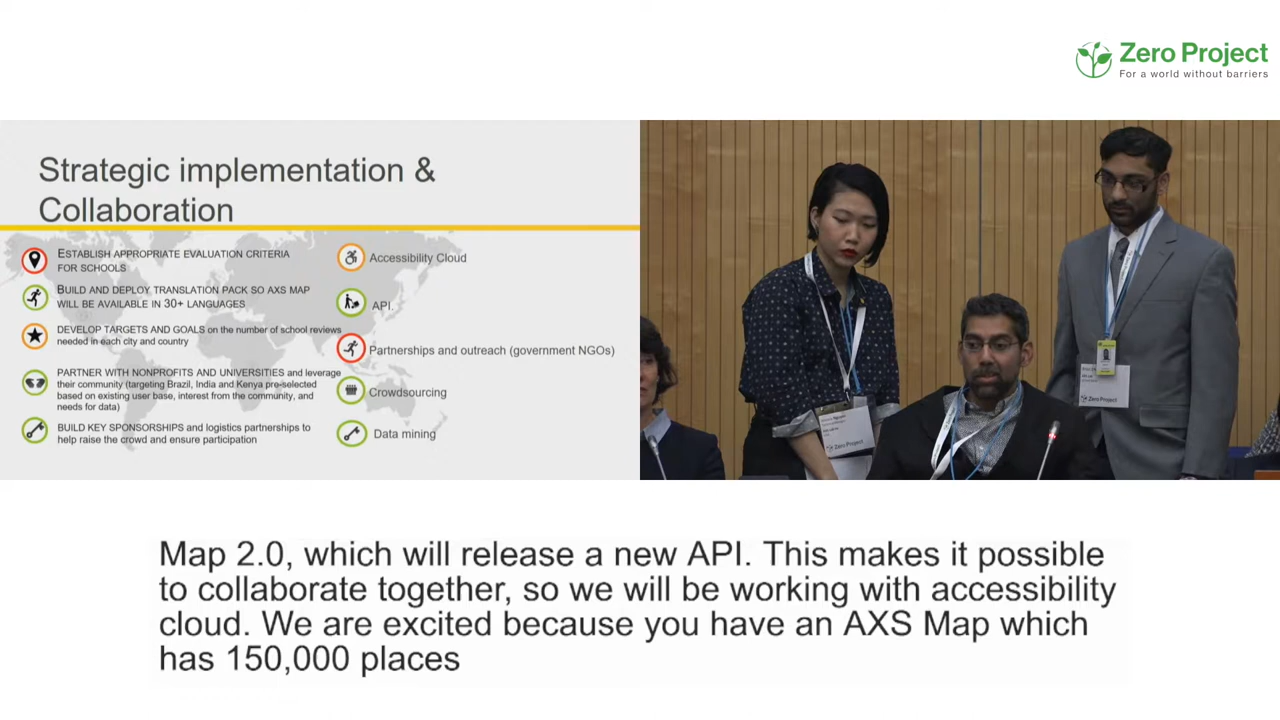 Zero Project
For a world without barriers
Strategic implementation &
Collaboration
ESTABLISH APPROPRIATE EVALUATION CRITERIA
FOR SCHOOLS
BUILD AND DEPLOY TRANSLATION PACK SO AXS MAP
WILL BE AVAILABLE IN 30+ LANGUAGES
DEVELOP TARGETS AND GOALS on the number of school reviews
needed in each city and country
PARTNER WITH NONPROFITS AND UNIVERSITIES and leverage
their community (targeting Brazil, India and Kenya pre-selected
based on existing user base, interest from the community, and
needs for data)
BUILD KEY SPONSORSHIPS and logistics partnerships to
help raise the crowd and ensure participation
Accessibility Cloud
API.
Partnerships and outreach (government NGOs)
Crowdsourcing
Data mining
Zero Project
Zero Project
Map 2.0, which will release a new API. This makes it possible
to collaborate together, so we will be working with accessibility
cloud. We are excited because you have an AXS Map which
has 150,000 places